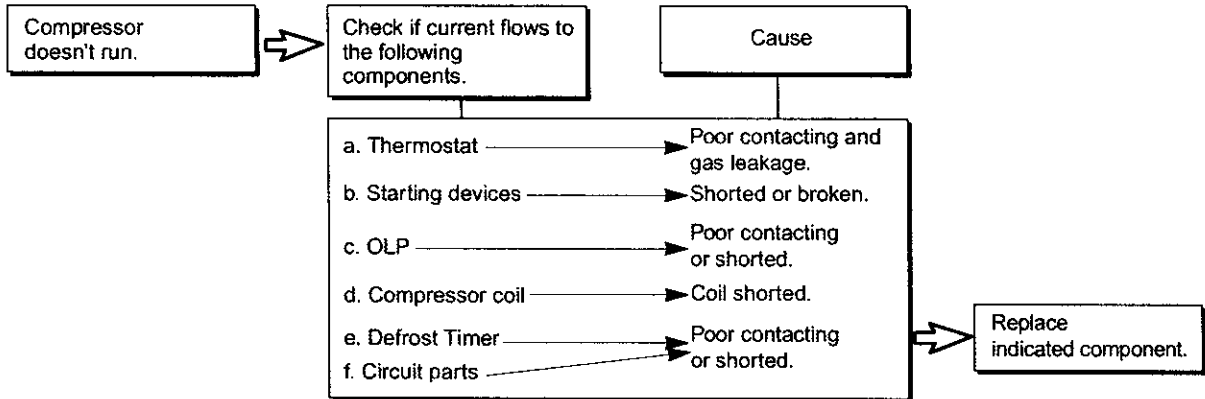 Compressor
doesn't run.
Check if current flows to
the following
components.
Cause
a. Thermostat
Poor contacting and
gas leakage.
b. Starting devices
Shorted or broken.
c. OLP
Poor contacting
or shorted.
d. Compressor coil
Coil shorted.
e. Defrost Timer
f. Circuit parts
Poor contacting
or shorted.
Replace
indicated component.